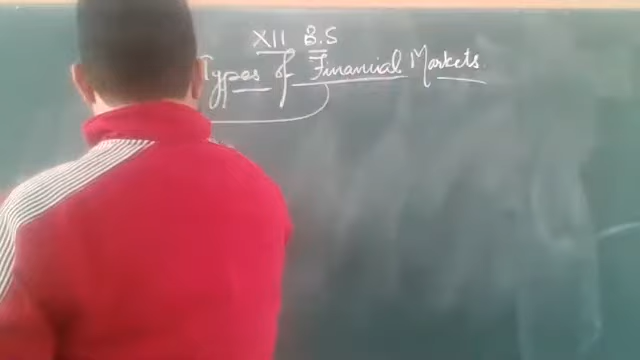 XII B.S
Types of Financial Markets.